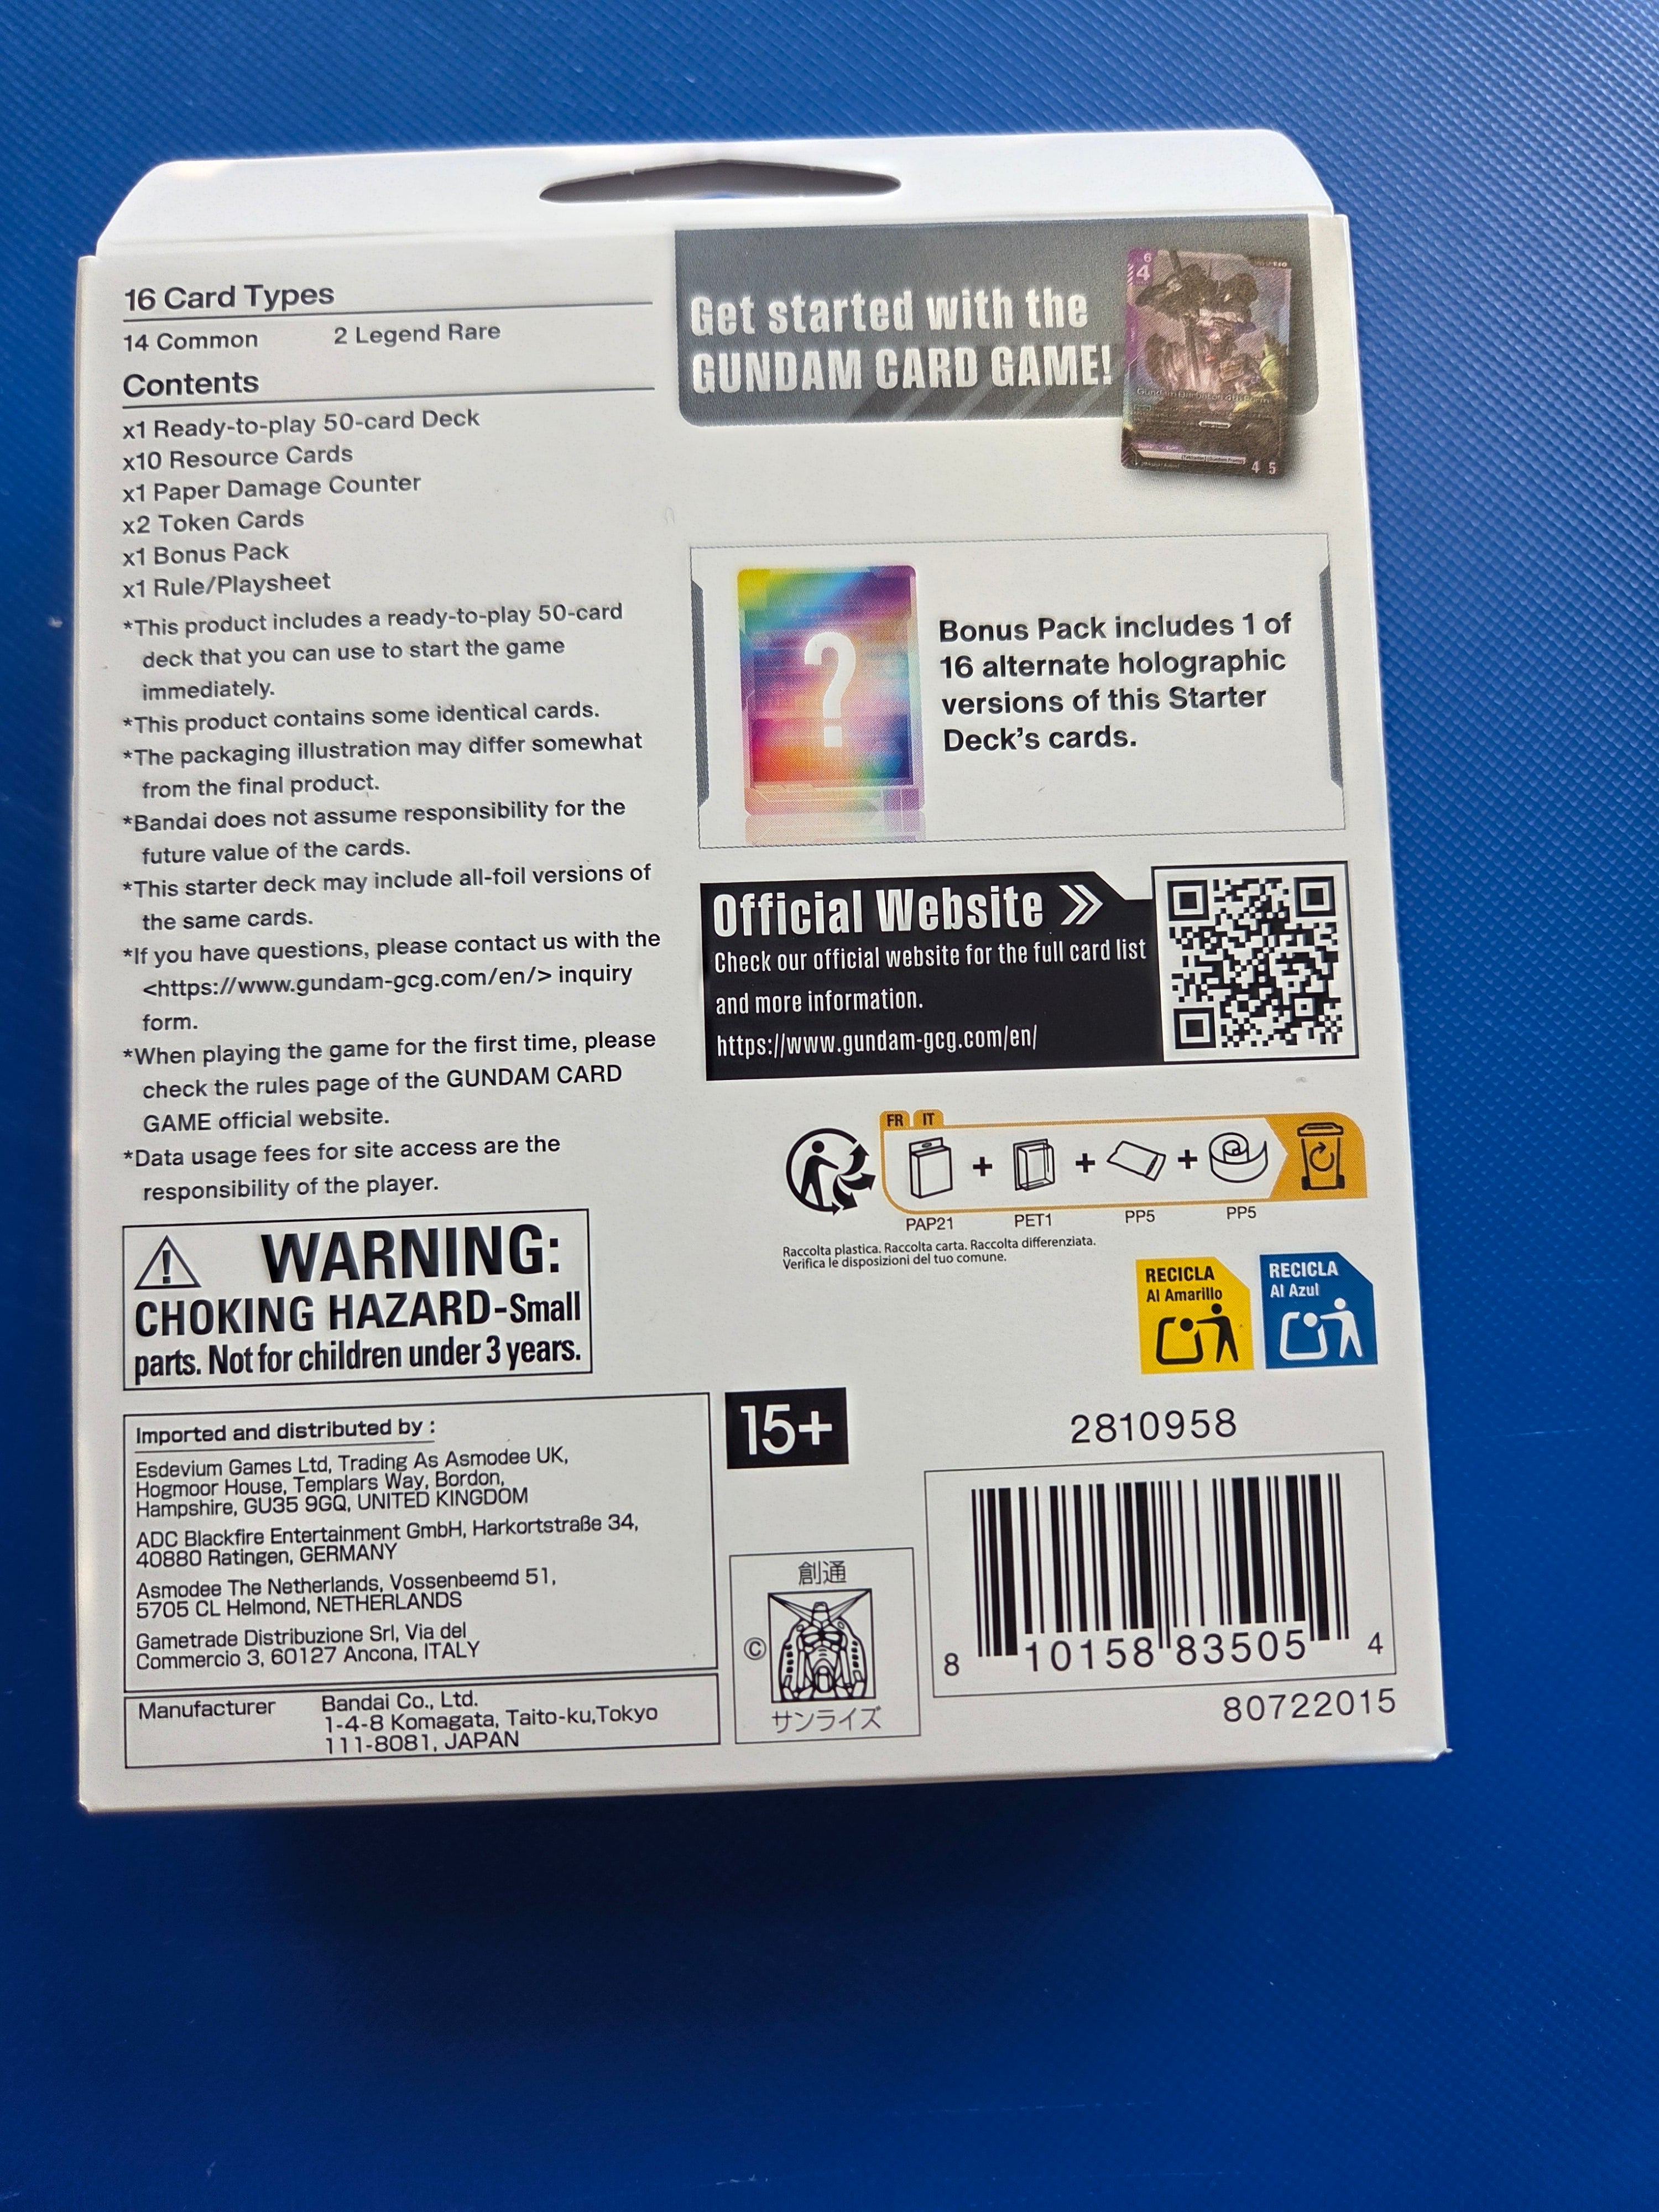 16 Card Types
14 Common 2 Legend Rare
Contents
x1 Ready-to-play 50-card Deck
x10 Resource Cards
x1 Paper Damage Counter
x2 Token Cards
x1 Bonus Pack
x1 Rule/Playsheet
*This product includes a ready-to-play 50-card
deck that you can use to start the game
immediately.
*This product contains some identical cards.
*The packaging illustration may differ somewhat
from the final product.
*Bandai does not assume responsibility for the
future value of the cards.
*This starter deck may include all-foil versions of
the same cards.
*If you have questions, please contact us with the
<https://www.gundam-gcg.com/en/> inquiry
form.
*When playing the game for the first time, please
check the rules page of the GUNDAM CARD
GAME official website.
*Data usage fees for site access are the
responsibility of the player.
WARNING:
CHOKING HAZARD-Small
parts. Not for children under 3 years.
Imported and distributed by :
Esdevium Games Ltd, Trading As Asmodee UK,
Hogmoor House, Templars Way, Bordon,
Hampshire, GU35 9GQ, UNITED KINGDOM
ADC Blackfire Entertainment GmbH, Harkortstraße 34,
40880 Ratingen, GERMANY
Asmodee The Netherlands, Vossenbeemd 51,
5705 CL Helmond, NETHERLANDS
Gametrade Distribuzione Srl, Via del
Commercio 3, 60127 Ancona, ITALY
Manufacturer Bandai Co., Ltd.
1-4-8 Komagata, Taito-ku,Tokyo
111-8081, JAPAN
Get started with the
GUNDAM CARD GAME!
6
4
4 5
?
Bonus Pack includes 1 of
16 alternate holographic
versions of this Starter
Deck's cards.
Official Website
Check our official website for the full card list
and more information.
https://www.gundam-gcg.com/en/
FR IT
+ + +
PAP21 PET1 PP5 PP5
Raccolta plastica. Raccolta carta. Raccolta differenziata.
Verifica le disposizioni del tuo comune.
RECICLA
Al Amarillo
RECICLA
Al Azul
15+
2810958
創通
©
サンライズ
8 10158 83505 4
80722015